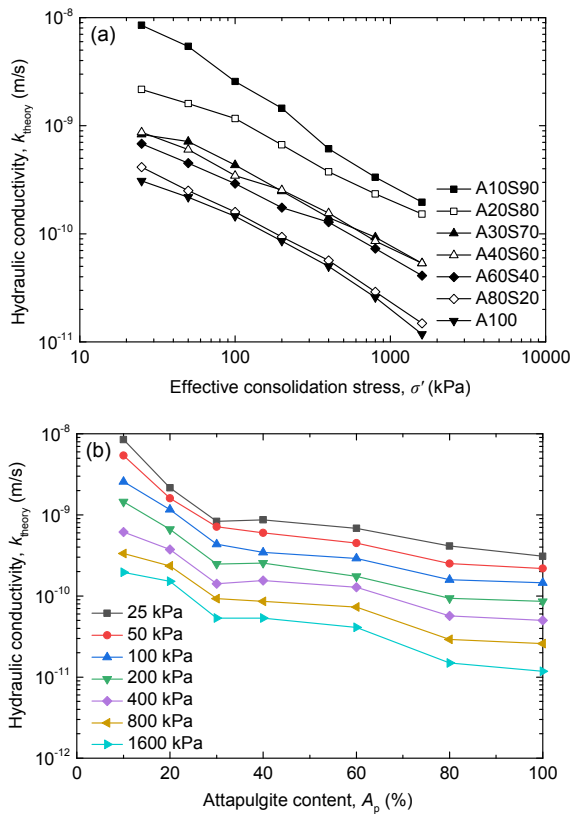 (a)
Hydraulic conductivity, k_theory (m/s)
10⁻⁸
10⁻⁹
10⁻¹⁰
10⁻¹¹
A10S90
A20S80
A30S70
A40S60
A60S40
A80S20
A100
10 100 1000 10000
Effective consolidation stress, σ′ (kPa)
(b)
Hydraulic conductivity, k_theory (m/s)
10⁻⁸
10⁻⁹
10⁻¹⁰
10⁻¹¹
10⁻¹²
25 kPa
50 kPa
100 kPa
200 kPa
400 kPa
800 kPa
1600 kPa
0 20 40 60 80 100
Attapulgite content, A_p (%)